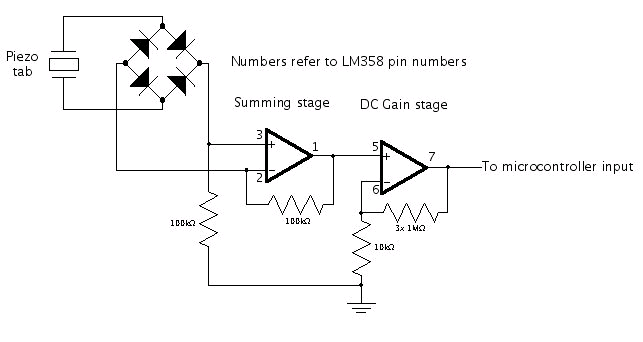 Piezo
tab
Numbers refer to LM358 pin numbers
Summing stage
DC Gain stage
3
+
1
2
-
5
+
7
6
-
To microcontroller input
100kΩ
100kΩ
3x 1MΩ
10kΩ